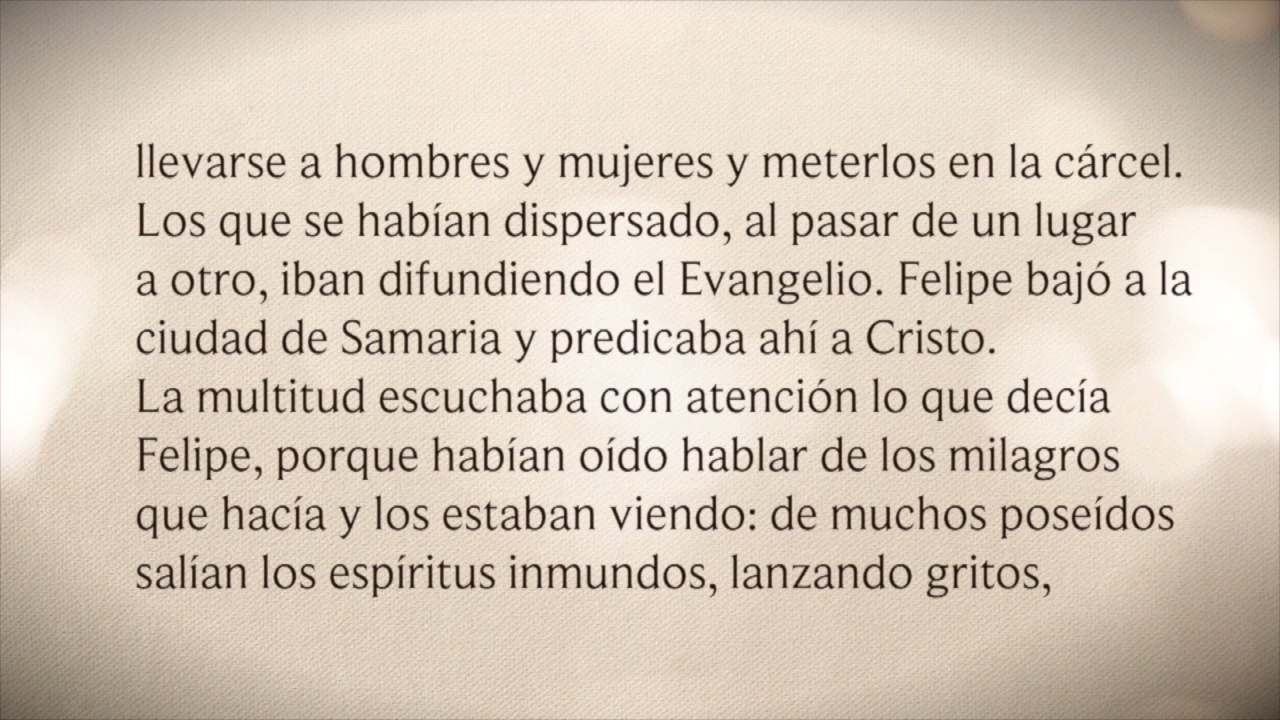 llevarse a hombres y mujeres y meterlos en la cárcel.
Los que se habían dispersado, al pasar de un lugar
a otro, iban difundiendo el Evangelio. Felipe bajó a la
ciudad de Samaria y predicaba ahí a Cristo.
La multitud escuchaba con atención lo que decía
Felipe, porque habían oído hablar de los milagros
que hacía y los estaban viendo: de muchos poseídos
salían los espíritus inmundos, lanzando gritos,